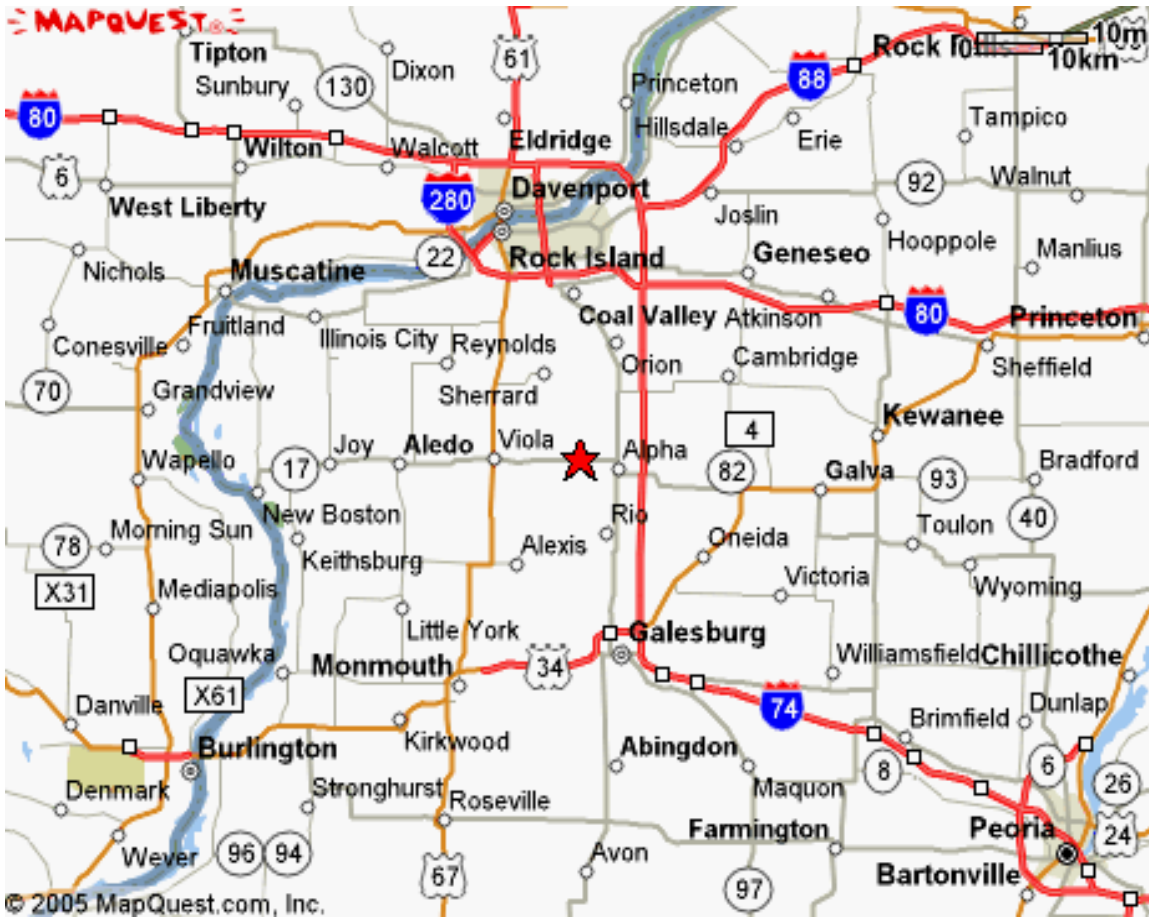 MAPQUEST
®
Tipton
Sunbury
130
Dixon
61
Princeton
88
10m
10km
80
Hillsdale
Erie
Tampico
Eldridge
Wilton
Walcott
6
West Liberty
280
Davenport
92
Walnut
Joslin
Hooppole
Manlius
Nichols
22
Rock Island
Geneseo
Muscatine
Fruitland
Illinois City
Coal Valley
Atkinson
80
Princeton
Conesville
Reynolds
Orion
Cambridge
Sheffield
70
Grandview
Sherrard
Kewanee
4
Wapello
17
Joy
Aledo
Viola
Alpha
82
Galva
93
Bradford
New Boston
Rio
Toulon
40
78
Morning Sun
Keithsburg
Alexis
Oneida
X31
Mediapolis
Victoria
Wyoming
Little York
Galesburg
Oquawka
Monmouth
34
Williamsfield
Chillicothe
X61
Danville
74
Brimfield
Dunlap
Burlington
Kirkwood
Abingdon
8
6
Denmark
Stronghurst
Roseville
Maquon
26
Wever
96
94
Farmington
Peoria
24
67
Avon
97
Bartonville
© 2005 MapQuest.com, Inc.